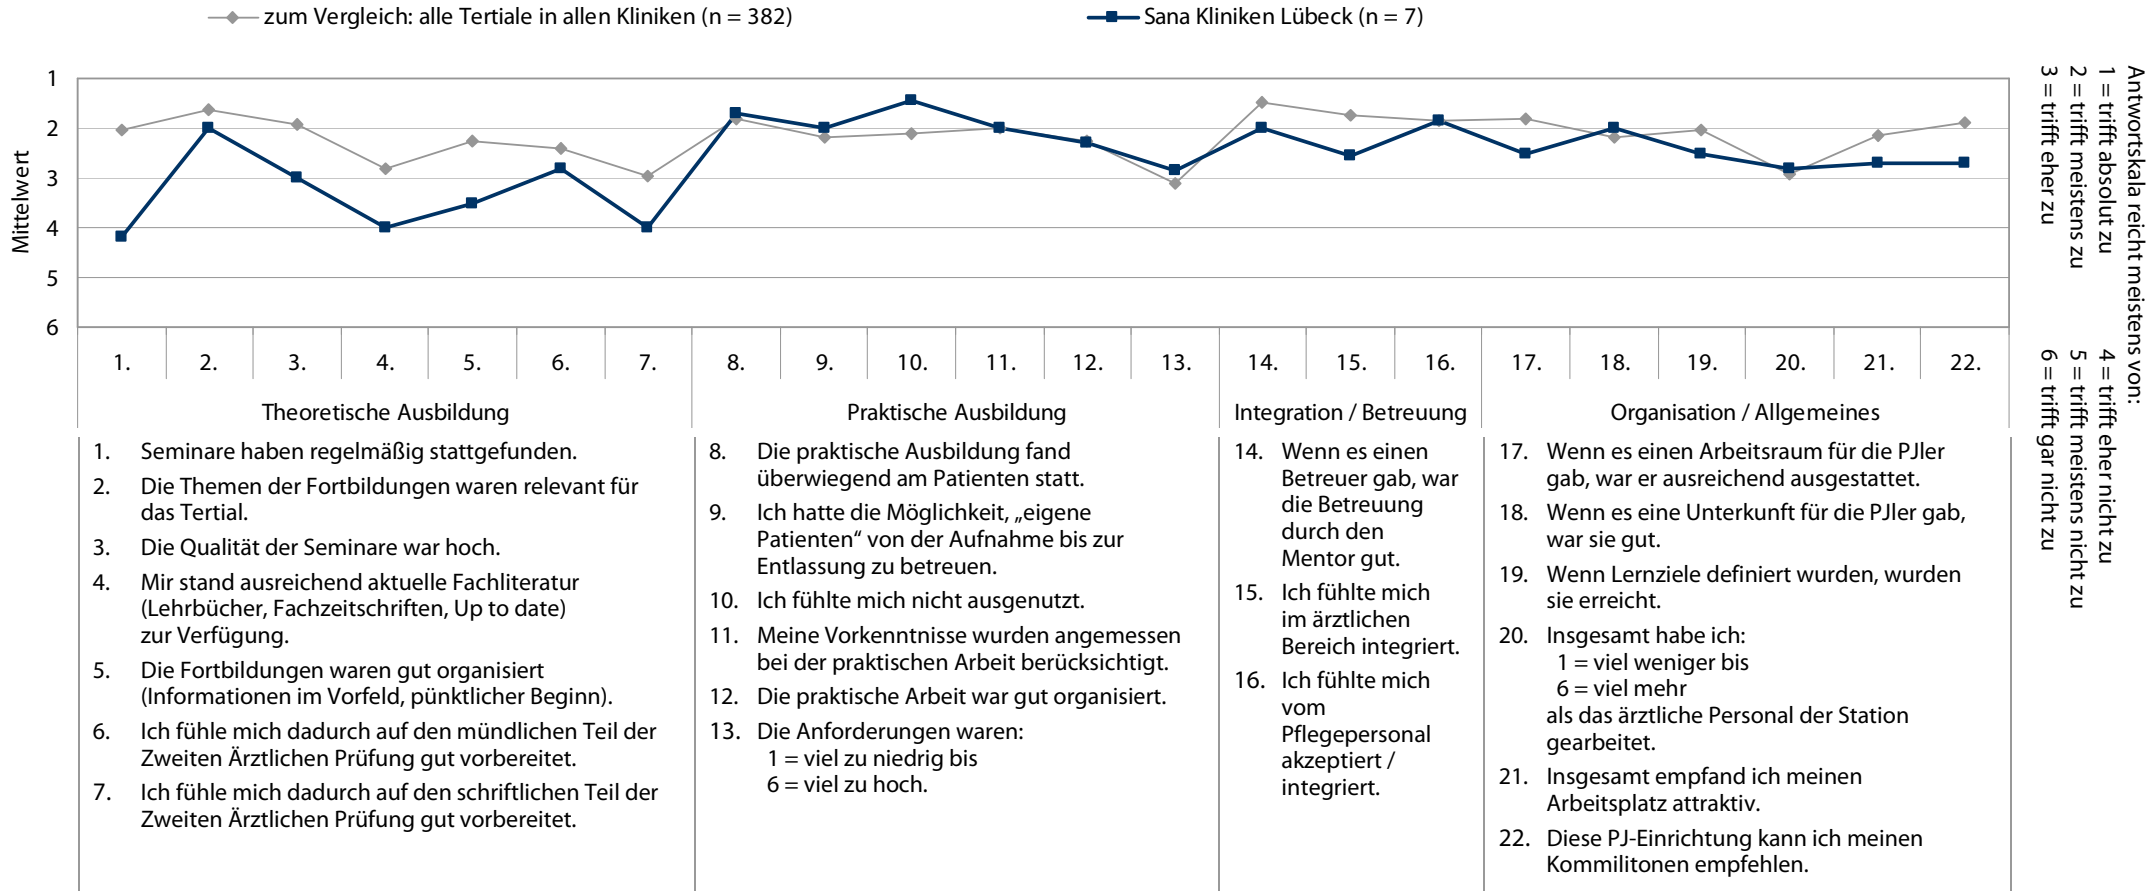 zum Vergleich: alle Tertiale in allen Kliniken (n = 382)
Sana Kliniken Lübeck (n = 7)
Mittelwert
1
2
3
4
5
6
1. 2. 3. 4. 5. 6. 7. 8. 9. 10. 11. 12. 13. 14. 15. 16. 17. 18. 19. 20. 21. 22.
Theoretische Ausbildung
Praktische Ausbildung
Integration / Betreuung
Organisation / Allgemeines
1. Seminare haben regelmäßig stattgefunden.
2. Die Themen der Fortbildungen waren relevant für
das Tertial.
3. Die Qualität der Seminare war hoch.
4. Mir stand ausreichend aktuelle Fachliteratur
(Lehrbücher, Fachzeitschriften, Up to date)
zur Verfügung.
5. Die Fortbildungen waren gut organisiert
(Informationen im Vorfeld, pünktlicher Beginn).
6. Ich fühle mich dadurch auf den mündlichen Teil der
Zweiten Ärztlichen Prüfung gut vorbereitet.
7. Ich fühle mich dadurch auf den schriftlichen Teil der
Zweiten Ärztlichen Prüfung gut vorbereitet.
8. Die praktische Ausbildung fand
überwiegend am Patienten statt.
9. Ich hatte die Möglichkeit, „eigene
Patienten“ von der Aufnahme bis zur
Entlassung zu betreuen.
10. Ich fühlte mich nicht ausgenutzt.
11. Meine Vorkenntnisse wurden angemessen
bei der praktischen Arbeit berücksichtigt.
12. Die praktische Arbeit war gut organisiert.
13. Die Anforderungen waren:
1 = viel zu niedrig bis
6 = viel zu hoch.
14. Wenn es einen
Betreuer gab, war
die Betreuung
durch den
Mentor gut.
15. Ich fühlte mich
im ärztlichen
Bereich integriert.
16. Ich fühlte mich
vom
Pflegepersonal
akzeptiert /
integriert.
17. Wenn es einen Arbeitsraum für die PJler
gab, war er ausreichend ausgestattet.
18. Wenn es eine Unterkunft für die PJler gab,
war sie gut.
19. Wenn Lernziele definiert wurden, wurden
sie erreicht.
20. Insgesamt habe ich:
1 = viel weniger bis
6 = viel mehr
als das ärztliche Personal der Station
gearbeitet.
21. Insgesamt empfand ich meinen
Arbeitsplatz attraktiv.
22. Diese PJ-Einrichtung kann ich meinen
Kommilitonen empfehlen.
Antwortskala reicht meistens von:
1 = trifft absolut zu
2 = trifft meistens zu
3 = trifft eher zu
4 = trifft eher nicht zu
5 = trifft meistens nicht zu
6 = trifft gar nicht zu